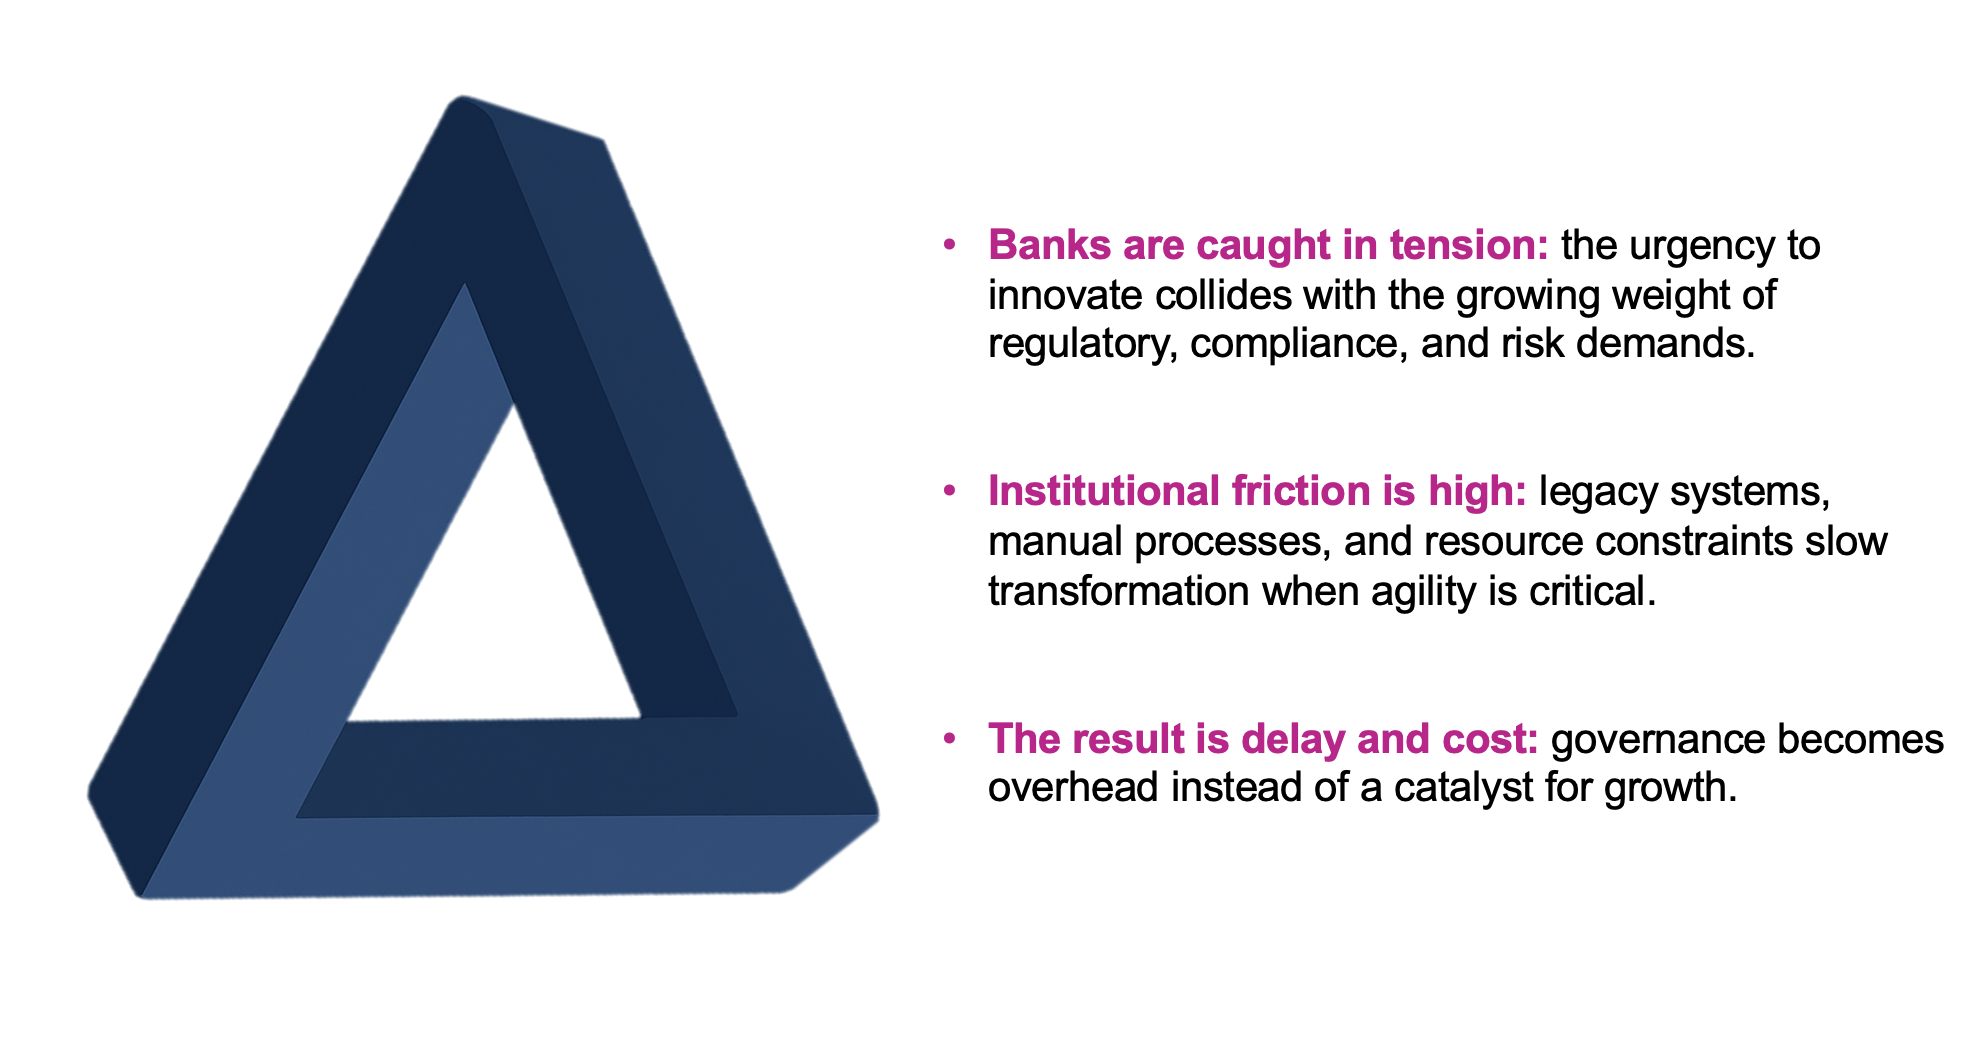 • Banks are caught in tension: the urgency to
innovate collides with the growing weight of
regulatory, compliance, and risk demands.
• Institutional friction is high: legacy systems,
manual processes, and resource constraints slow
transformation when agility is critical.
• The result is delay and cost: governance becomes
overhead instead of a catalyst for growth.